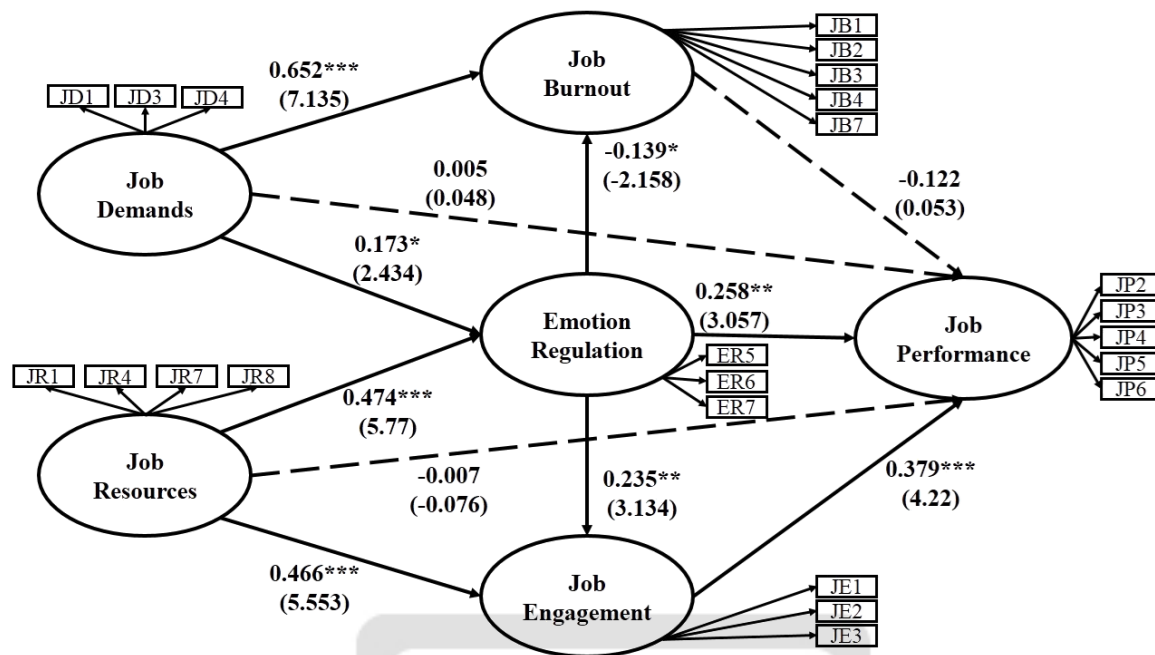 Job
Burnout
JB1
JB2
JB3
JB4
JB7
0.652***
(7.135)
JD1
JD3
JD4
Job
Demands
0.005
(0.048)
-0.139*
(-2.158)
-0.122
(0.053)
0.173*
(2.434)
Emotion
Regulation
0.258**
(3.057)
ER5
ER6
ER7
Job
Performance
JP2
JP3
JP4
JP5
JP6
JR1
JR4
JR7
JR8
0.474***
(5.77)
Job
Resources
-0.007
(-0.076)
0.235**
(3.134)
0.379***
(4.22)
0.466***
(5.553)
Job
Engagement
JE1
JE2
JE3